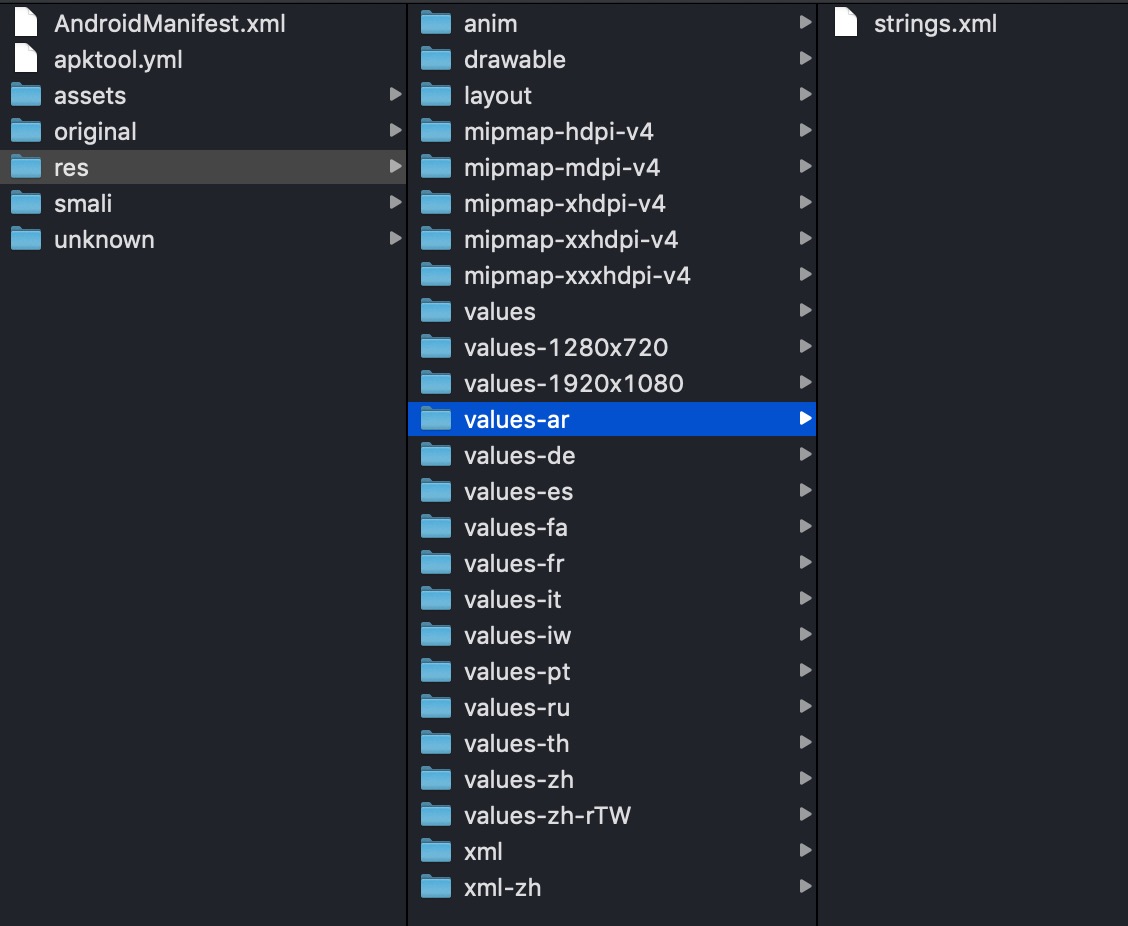 AndroidManifest.xml
apktool.yml
assets
original
res
smali
unknown
anim
drawable
layout
mipmap-hdpi-v4
mipmap-mdpi-v4
mipmap-xhdpi-v4
mipmap-xxhdpi-v4
mipmap-xxxhdpi-v4
values
values-1280x720
values-1920x1080
values-ar
values-de
values-es
values-fa
values-fr
values-it
values-iw
values-pt
values-ru
values-th
values-zh
values-zh-rTW
xml
xml-zh
strings.xml